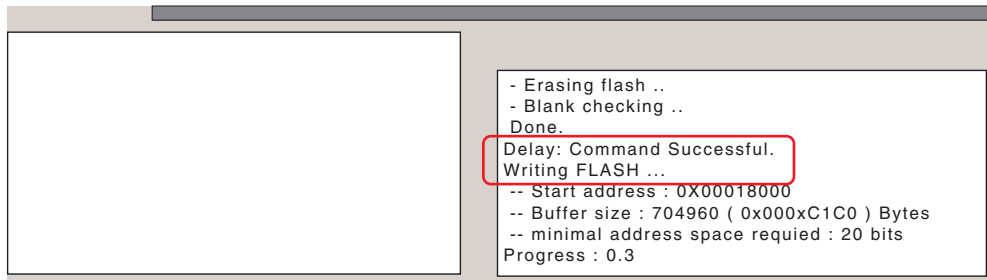 - Erasing flash ..
- Blank checking ..
Done.
Delay: Command Successful.
Writing FLASH ...
-- Start address : 0X00018000
-- Buffer size : 704960 ( 0x000xC1C0 ) Bytes
-- minimal address space requied : 20 bits
Progress : 0.3